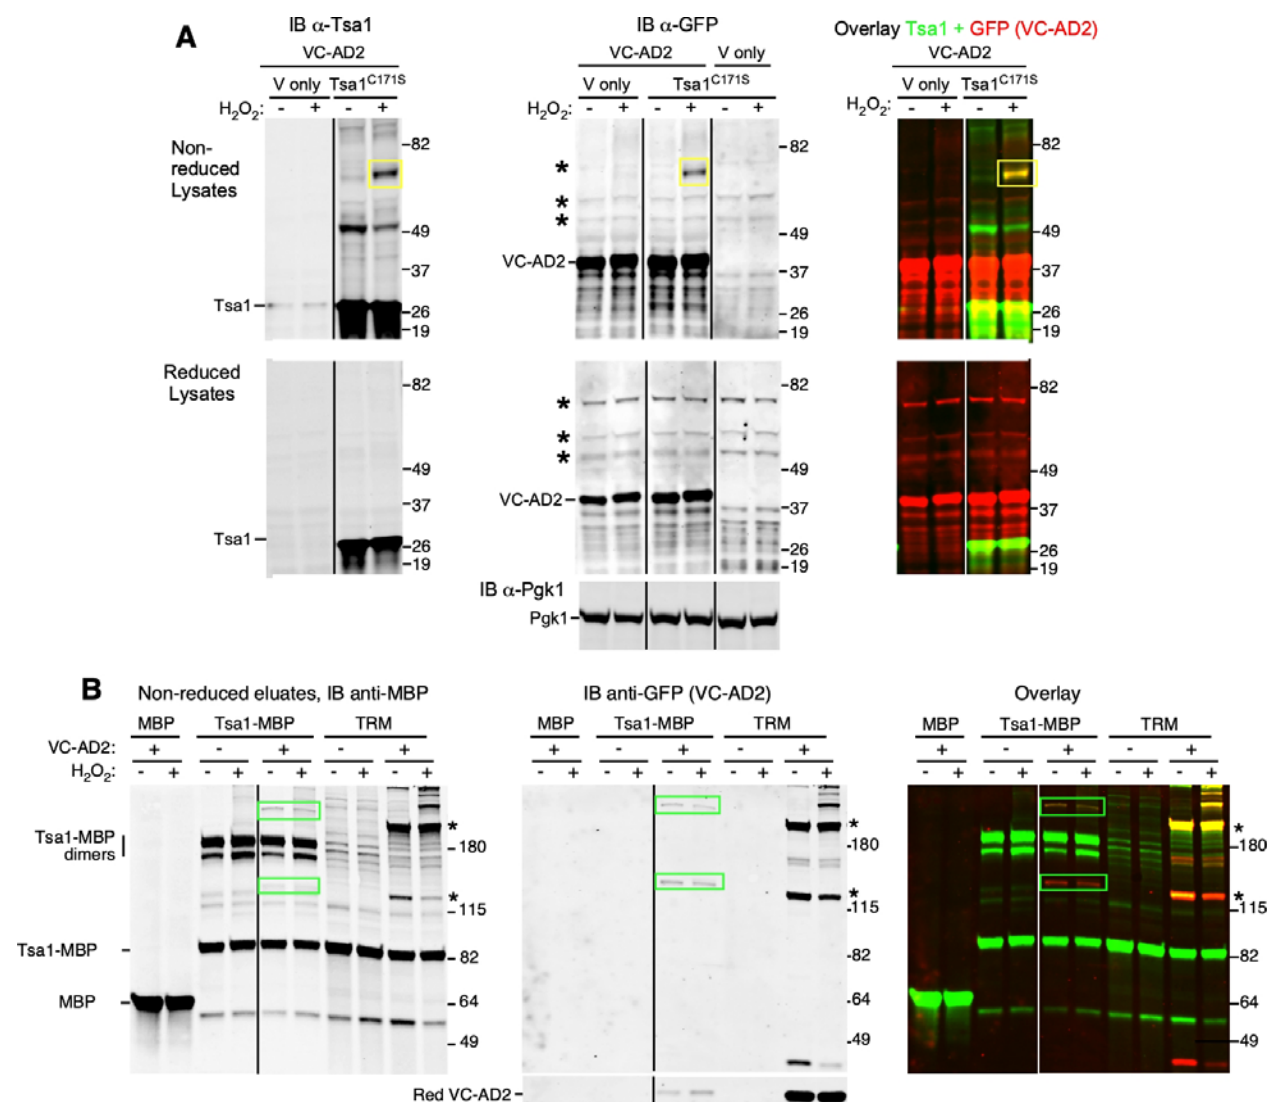 A
IB α-Tsa1
VC-AD2
V only Tsa1C171S
H2O2: - + - +
Non-reduced Lysates
82
49
37
26
19
Tsa1
Reduced Lysates
82
49
37
26
19
Tsa1
IB α-GFP
VC-AD2 V only
V only Tsa1C171S
H2O2: - + - + - +
*
*
*
VC-AD2
82
49
37
26
19
*
*
*
VC-AD2
82
49
37
26
19
IB α-Pgk1
Pgk1
Overlay Tsa1 + GFP (VC-AD2)
VC-AD2
V only Tsa1C171S
H2O2: - + - +
82
49
37
26
19
82
49
37
26
19
B
Non-reduced eluates, IB anti-MBP
MBP Tsa1-MBP TRM
VC-AD2: + - + - +
H2O2: - + - + - + - + - +
Tsa1-MBP dimers
Tsa1-MBP
MBP
*
180
*
115
82
64
49
IB anti-GFP (VC-AD2)
MBP Tsa1-MBP TRM
+ - + - +
- + - + - + - + - +
*
180
*
115
82
64
49
Red VC-AD2
Overlay
MBP Tsa1-MBP TRM
+ - + - +
- + - + - + - + - +
*
180
*
115
82
64
49